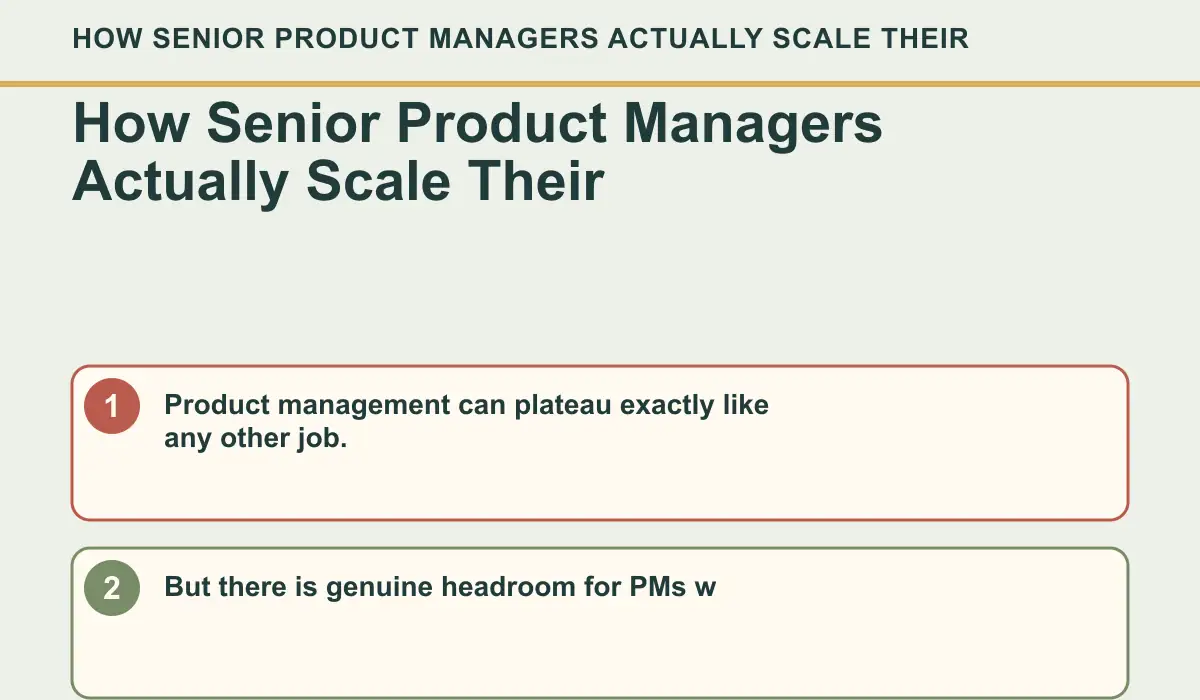 HOW SENIOR PRODUCT MANAGERS ACTUALLY SCALE THEIR
How Senior Product Managers
Actually Scale Their
1
Product management can plateau exactly like
any other job.
2
But there is genuine headroom for PMs w